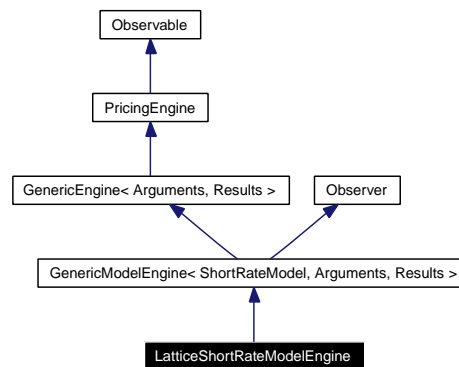 Observable
PricingEngine
GenericEngine< Arguments, Results >
Observer
GenericModelEngine< ShortRateModel, Arguments, Results >
LatticeShortRateModelEngine